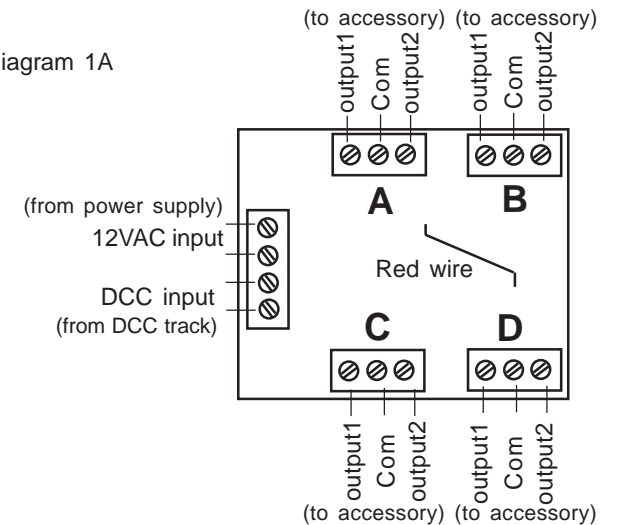 (to accessory) (to accessory)
iagram 1A
output1
Com
output2
output1
Com
output2
A
B
(from power supply)
12VAC input
Red wire
DCC input
(from DCC track)
C
D
output1
Com
output2
output1
Com
output2
(to accessory) (to accessory)